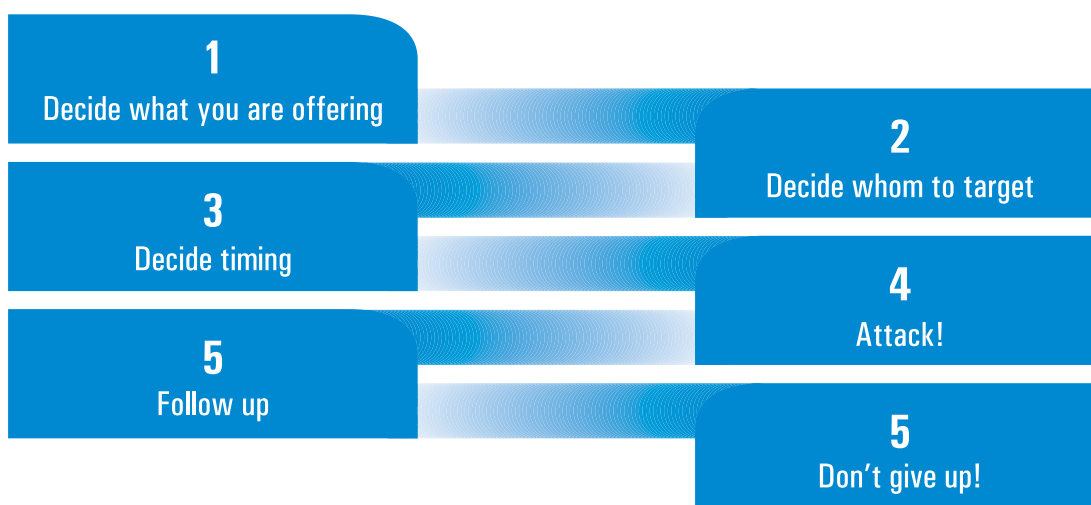 1
Decide what you are offering
2
Decide whom to target
3
Decide timing
4
Attack!
5
Follow up
5
Don't give up!